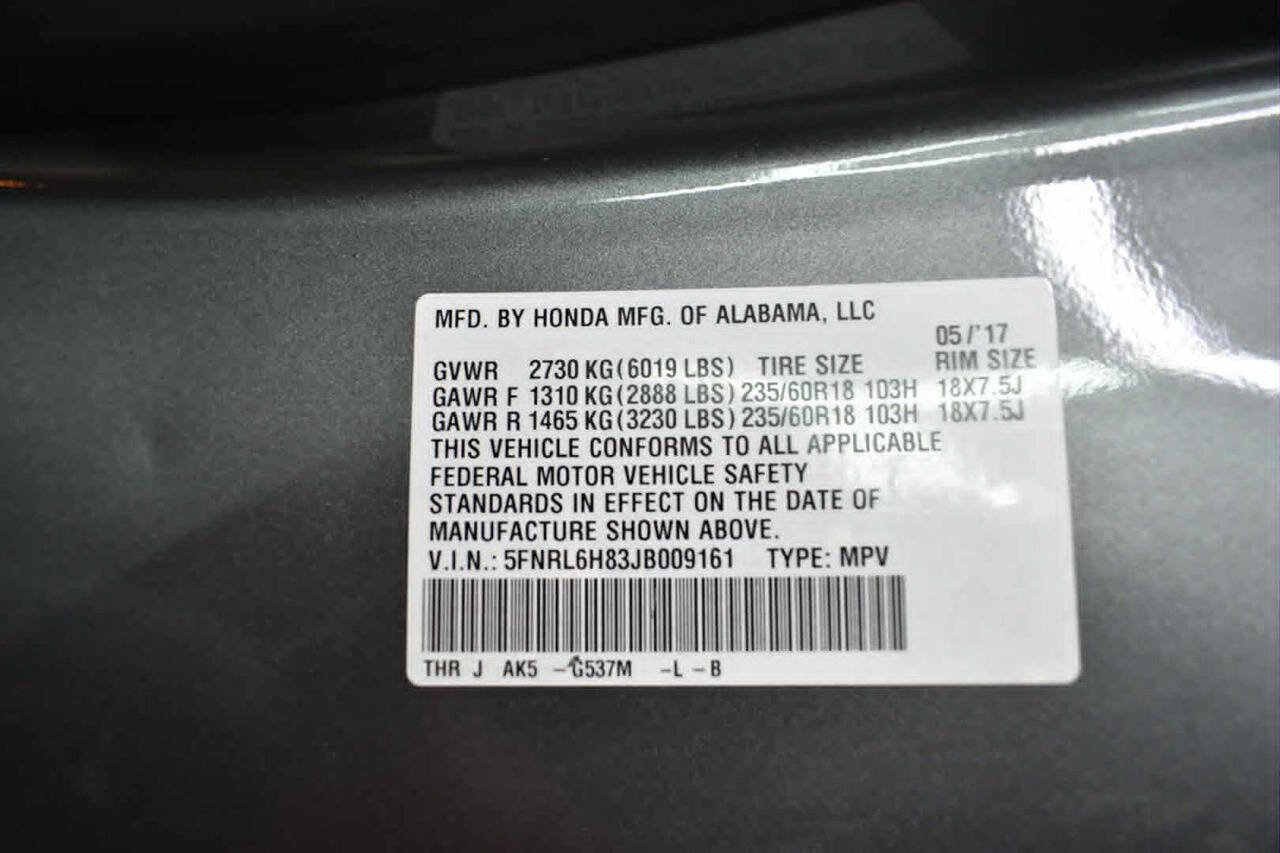 MFD. BY HONDA MFG. OF ALABAMA, LLC
05/'17
GVWR 2730 KG(6019 LBS) TIRE SIZE RIM SIZE
GAWR F 1310 KG(2888 LBS) 235/60R18 103H 18X7.5J
GAWR R 1465 KG(3230 LBS) 235/60R18 103H 18X7.5J
THIS VEHICLE CONFORMS TO ALL APPLICABLE
FEDERAL MOTOR VEHICLE SAFETY
STANDARDS IN EFFECT ON THE DATE OF
MANUFACTURE SHOWN ABOVE.
V.I.N.: 5FNRL6H83JB009161 TYPE: MPV
THR J AK5 -G537M -L -B